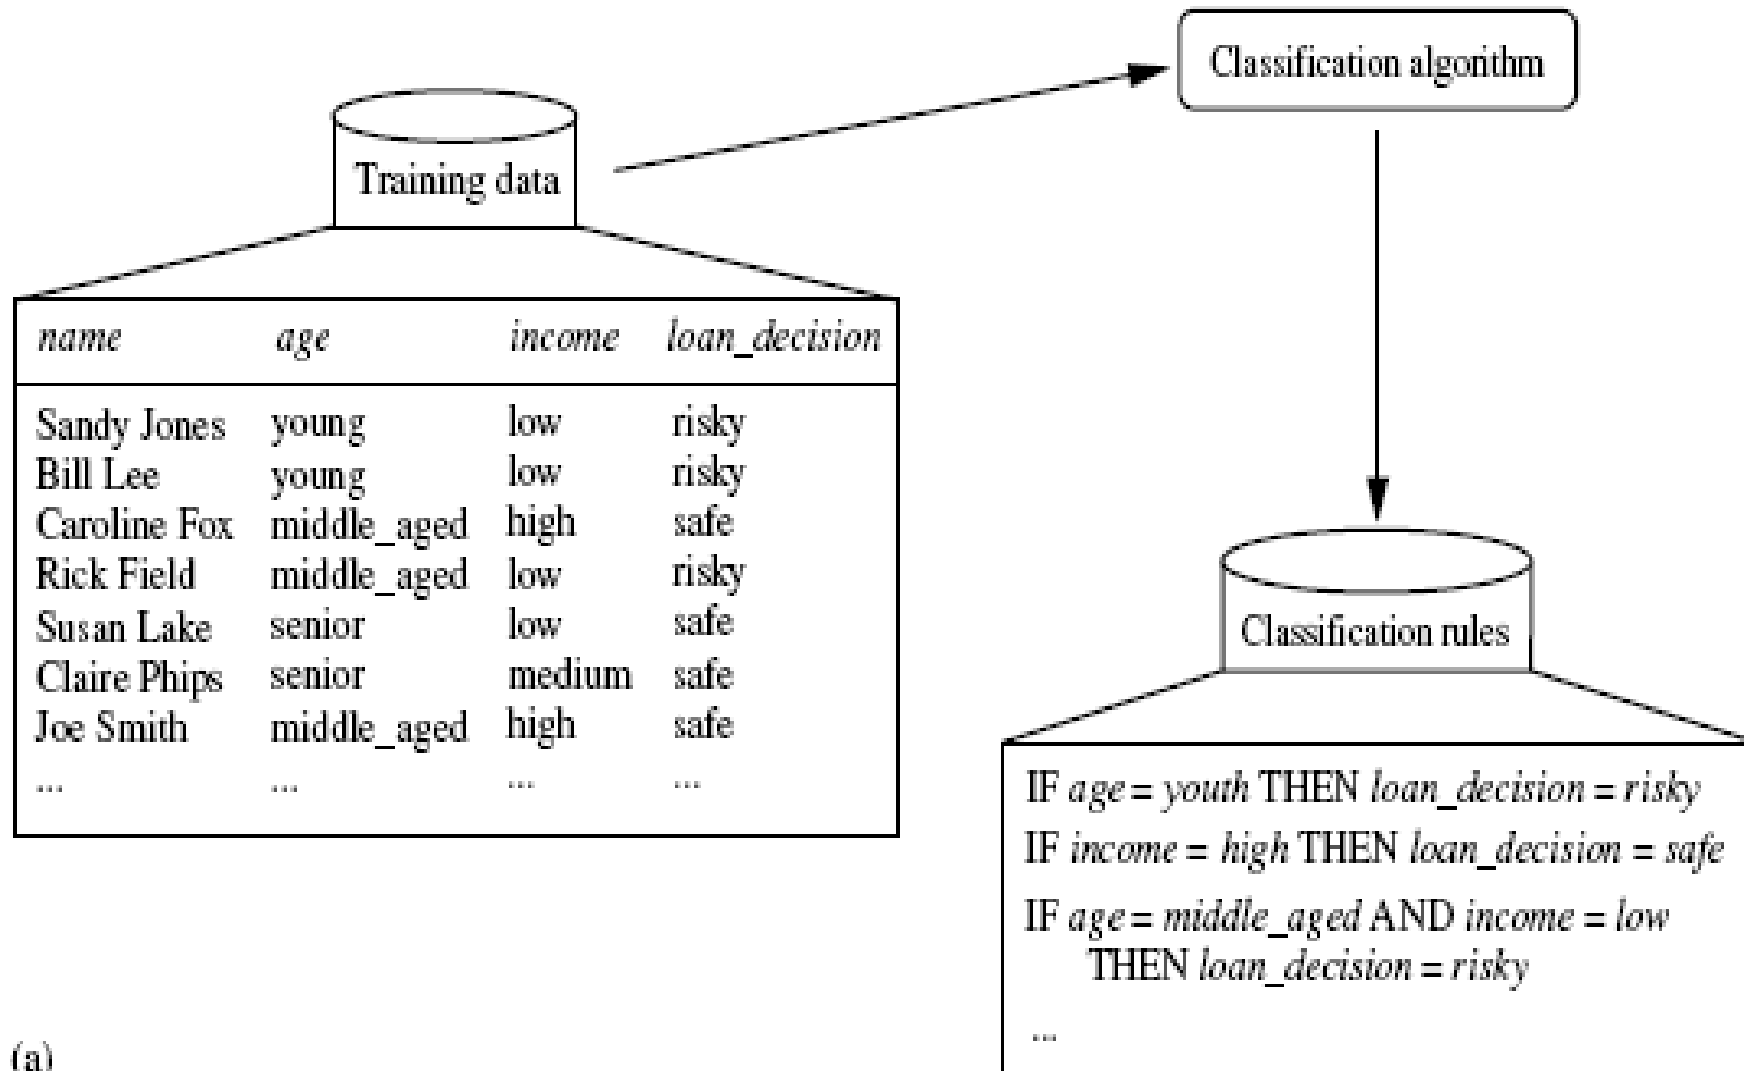 Classification algorithm
Training data
name age income loan_decision
Sandy Jones young low risky
Bill Lee young low risky
Caroline Fox middle_aged high safe
Rick Field middle_aged low risky
Susan Lake senior low safe
Claire Phips senior medium safe
Joe Smith middle_aged high safe
... ... ... ...
Classification rules
IF age = youth THEN loan_decision = risky
IF income = high THEN loan_decision = safe
IF age = middle_aged AND income = low
THEN loan_decision = risky
...
(a)